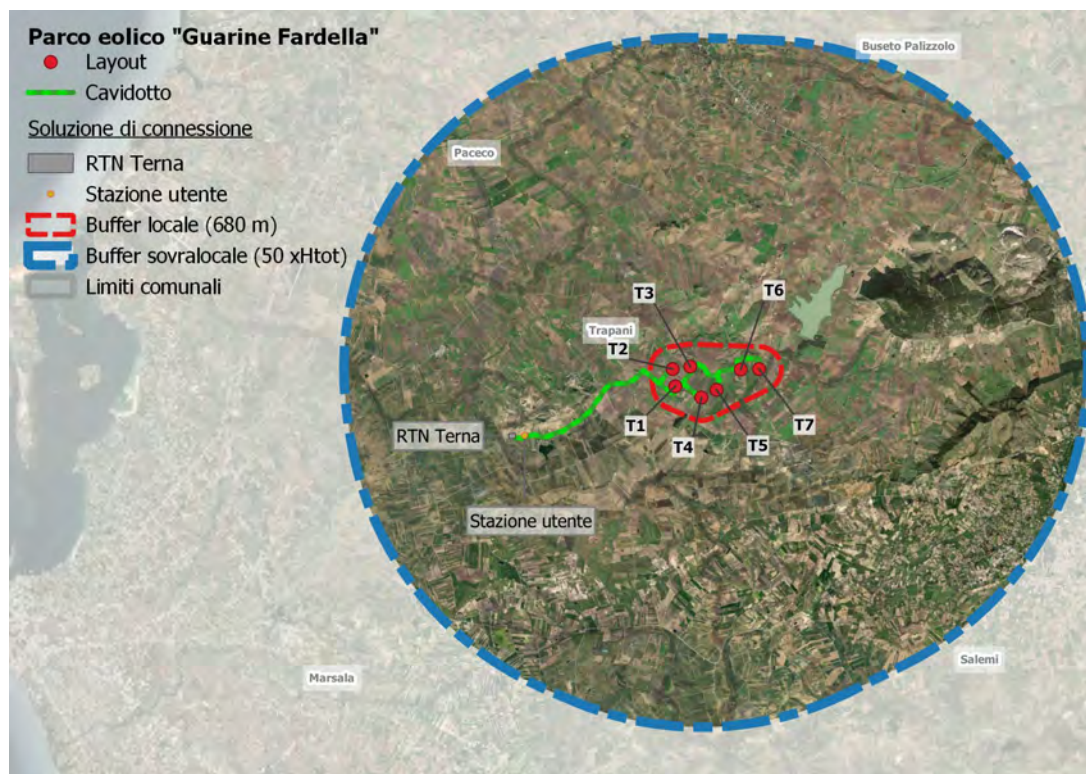 Parco eolico "Guarine Fardella"
Layout
Cavidotto
Soluzione di connessione
RTN Terna
Stazione utente
Buffer locale (680 m)
Buffer sovralocale (50 xHtot)
Limiti comunali
Buseto Palizzolo
Paceco
T3
T6
Trapani
T2
T1
T4
T5
T7
RTN Terna
Stazione utente
Salemi
Marsala